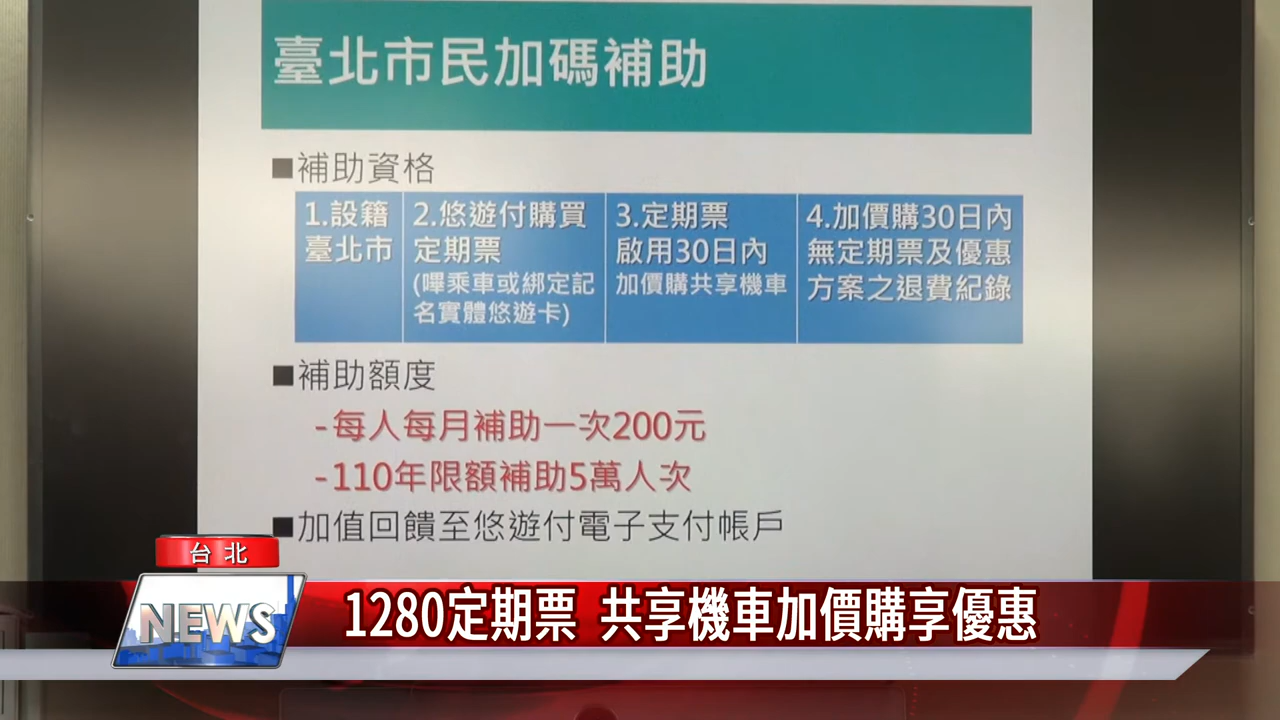 臺北市民加碼補助
■補助資格
1.設籍
臺北市
2.悠遊付購買
定期票
(嗶乘車或綁定記
名實體悠遊卡)
3.定期票
啟用30日內
加價購共享機車
4.加價購30日內
無定期票及優惠
方案之退費紀錄
■補助額度
-每人每月補助一次200元
-110年限額補助5萬人次
■加值回饋至悠遊付電子支付帳戶
台北
NEWS
1280定期票 共享機車加價購享優惠